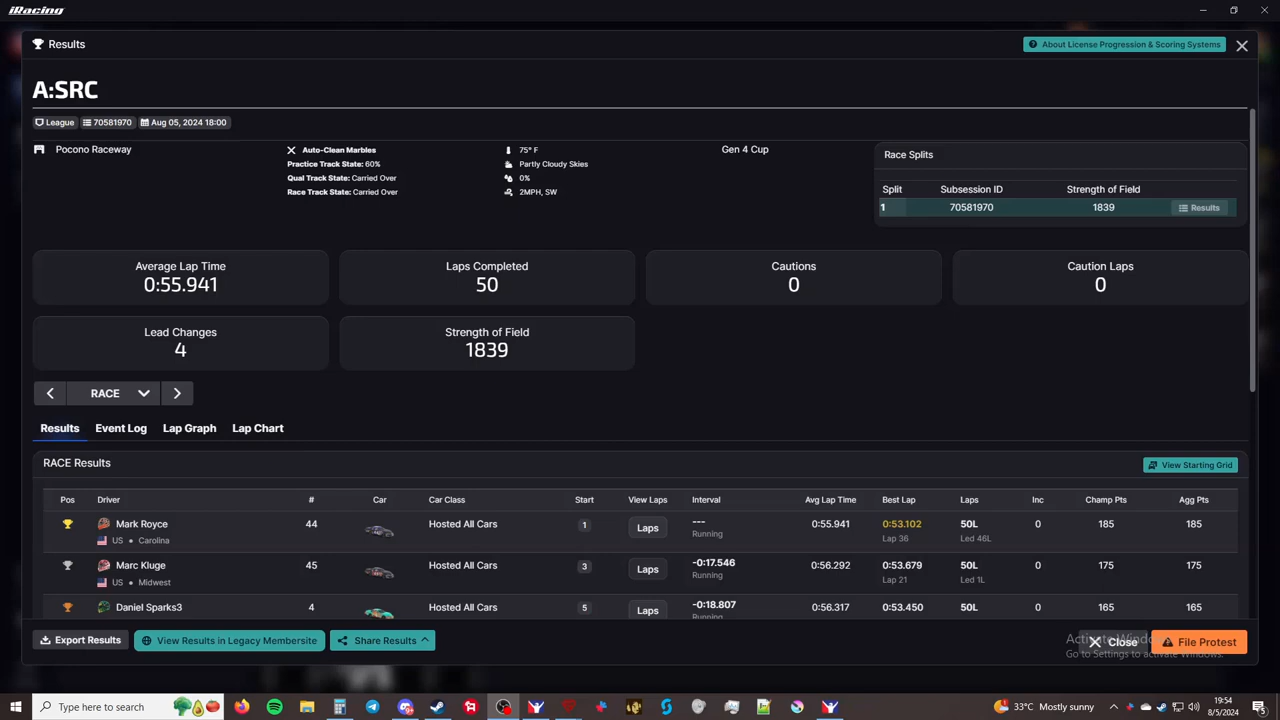 iRacing
Results
About License Progression & Scoring Systems
A:SRC
League 70581970 Aug 05, 2024 18:00
Pocono Raceway
Auto-Clean Marbles
Practice Track State: 60%
Qual Track State: Carried Over
Race Track State: Carried Over
75° F
Partly Cloudy Skies
0%
2MPH, SW
Gen 4 Cup
Race Splits
Split Subsession ID Strength of Field
1 70581970 1839 Results
Average Lap Time
0:55.941
Laps Completed
50
Cautions
0
Caution Laps
0
Lead Changes
4
Strength of Field
1839
RACE
Results Event Log Lap Graph Lap Chart
RACE Results
View Starting Grid
Pos Driver # Car Car Class Start View Laps Interval Avg Lap Time Best Lap Laps Inc Champ Pts Agg Pts
Mark Royce 44 Hosted All Cars 1 Laps --- 0:55.941 0:53.102 50L 0 185 185
US • Carolina Running Lap 36 Led 46L
Marc Kluge 45 Hosted All Cars 3 Laps -0:17.546 0:56.292 0:53.679 50L 0 175 175
US • Midwest Running Lap 21 Led 1L
Daniel Sparks3 4 Hosted All Cars 5 Laps -0:18.807 0:56.317 0:53.450 50L 0 165 165
Running
Export Results View Results in Legacy Membersite Share Results
Close File Protest
Activate Windo
Go to Settings to activate Windows.
Type here to search
33°C Mostly sunny
19:54
8/5/2024